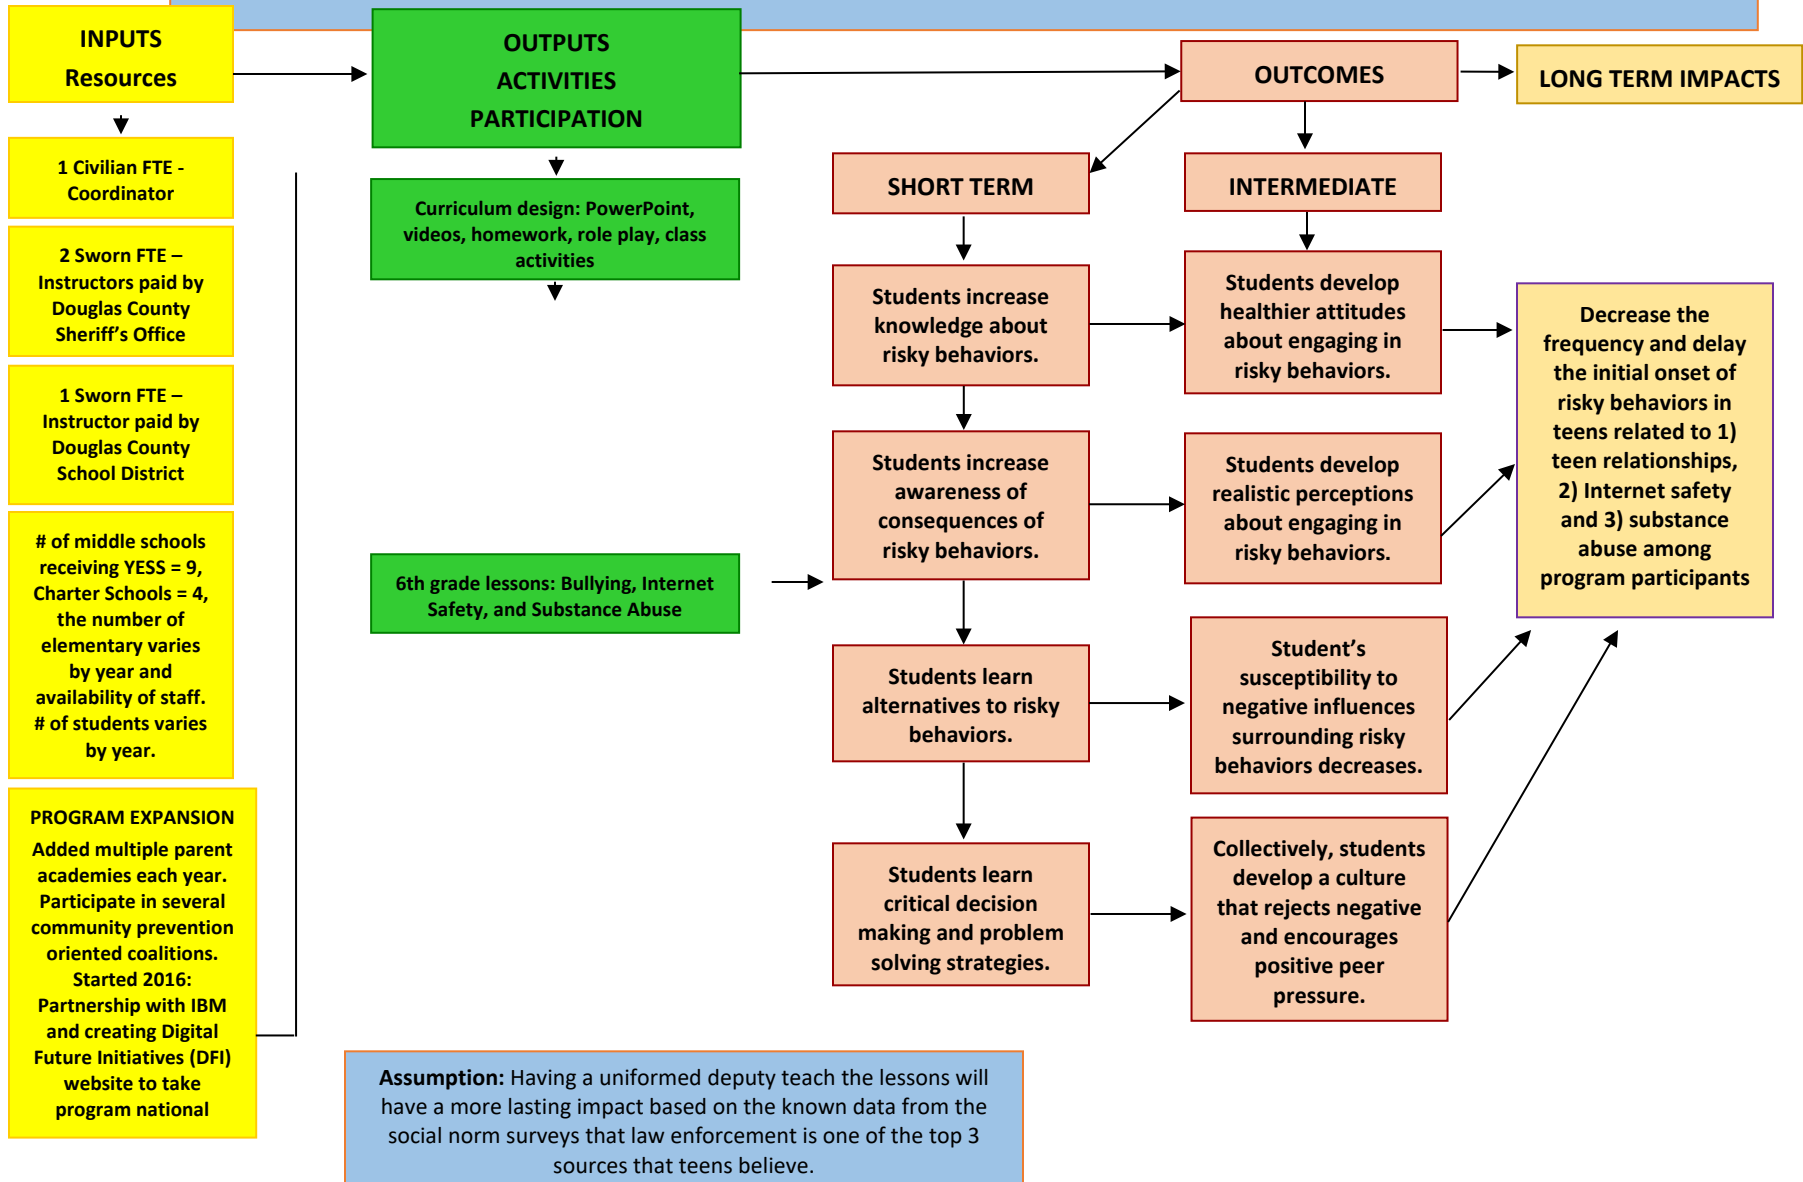 INPUTS
Resources
OUTPUTS
ACTIVITIES
PARTICIPATION
OUTCOMES
LONG TERM IMPACTS
1 Civilian FTE -
Coordinator
2 Sworn FTE –
Instructors paid by
Douglas County
Sheriff’s Office
1 Sworn FTE –
Instructor paid by
Douglas County
School District
# of middle schools
receiving YESS = 9,
Charter Schools = 4,
the number of
elementary varies
by year and
availability of staff.
# of students varies
by year.
PROGRAM EXPANSION
Added multiple parent
academies each year.
Participate in several
community prevention
oriented coalitions.
Started 2016:
Partnership with IBM
and creating Digital
Future Initiatives (DFI)
website to take
program national
Curriculum design: PowerPoint,
videos, homework, role play, class
activities
6th grade lessons: Bullying, Internet
Safety, and Substance Abuse
SHORT TERM
Students increase
knowledge about
risky behaviors.
Students increase
awareness of
consequences of
risky behaviors.
Students learn
alternatives to risky
behaviors.
Students learn
critical decision
making and problem
solving strategies.
INTERMEDIATE
Students develop
healthier attitudes
about engaging in
risky behaviors.
Students develop
realistic perceptions
about engaging in
risky behaviors.
Student’s
susceptibility to
negative influences
surrounding risky
behaviors decreases.
Collectively, students
develop a culture
that rejects negative
and encourages
positive peer
pressure.
Decrease the
frequency and delay
the initial onset of
risky behaviors in
teens related to 1)
teen relationships,
2) Internet safety
and 3) substance
abuse among
program participants
Assumption: Having a uniformed deputy teach the lessons will
have a more lasting impact based on the known data from the
social norm surveys that law enforcement is one of the top 3
sources that teens believe.